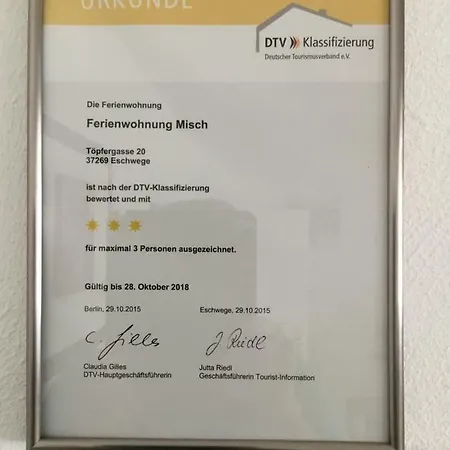 URKUNDE
DTV Klassifizierung
Deutscher Tourismusverband e.V.
Die Ferienwohnung
Ferienwohnung Misch
Töpfergasse 20
37269 Eschwege
ist nach der DTV-Klassifizierung
bewertet und mit
für maximal 3 Personen ausgezeichnet.
Gültig bis 28. Oktober 2018
Berlin, 29.10.2015
Eschwege, 29.10.2015
C. Gilles
J Riedl
Claudia Gilles
DTV-Hauptgeschäftsführerin
Jutta Riedl
Geschäftsführerin Tourist-Information